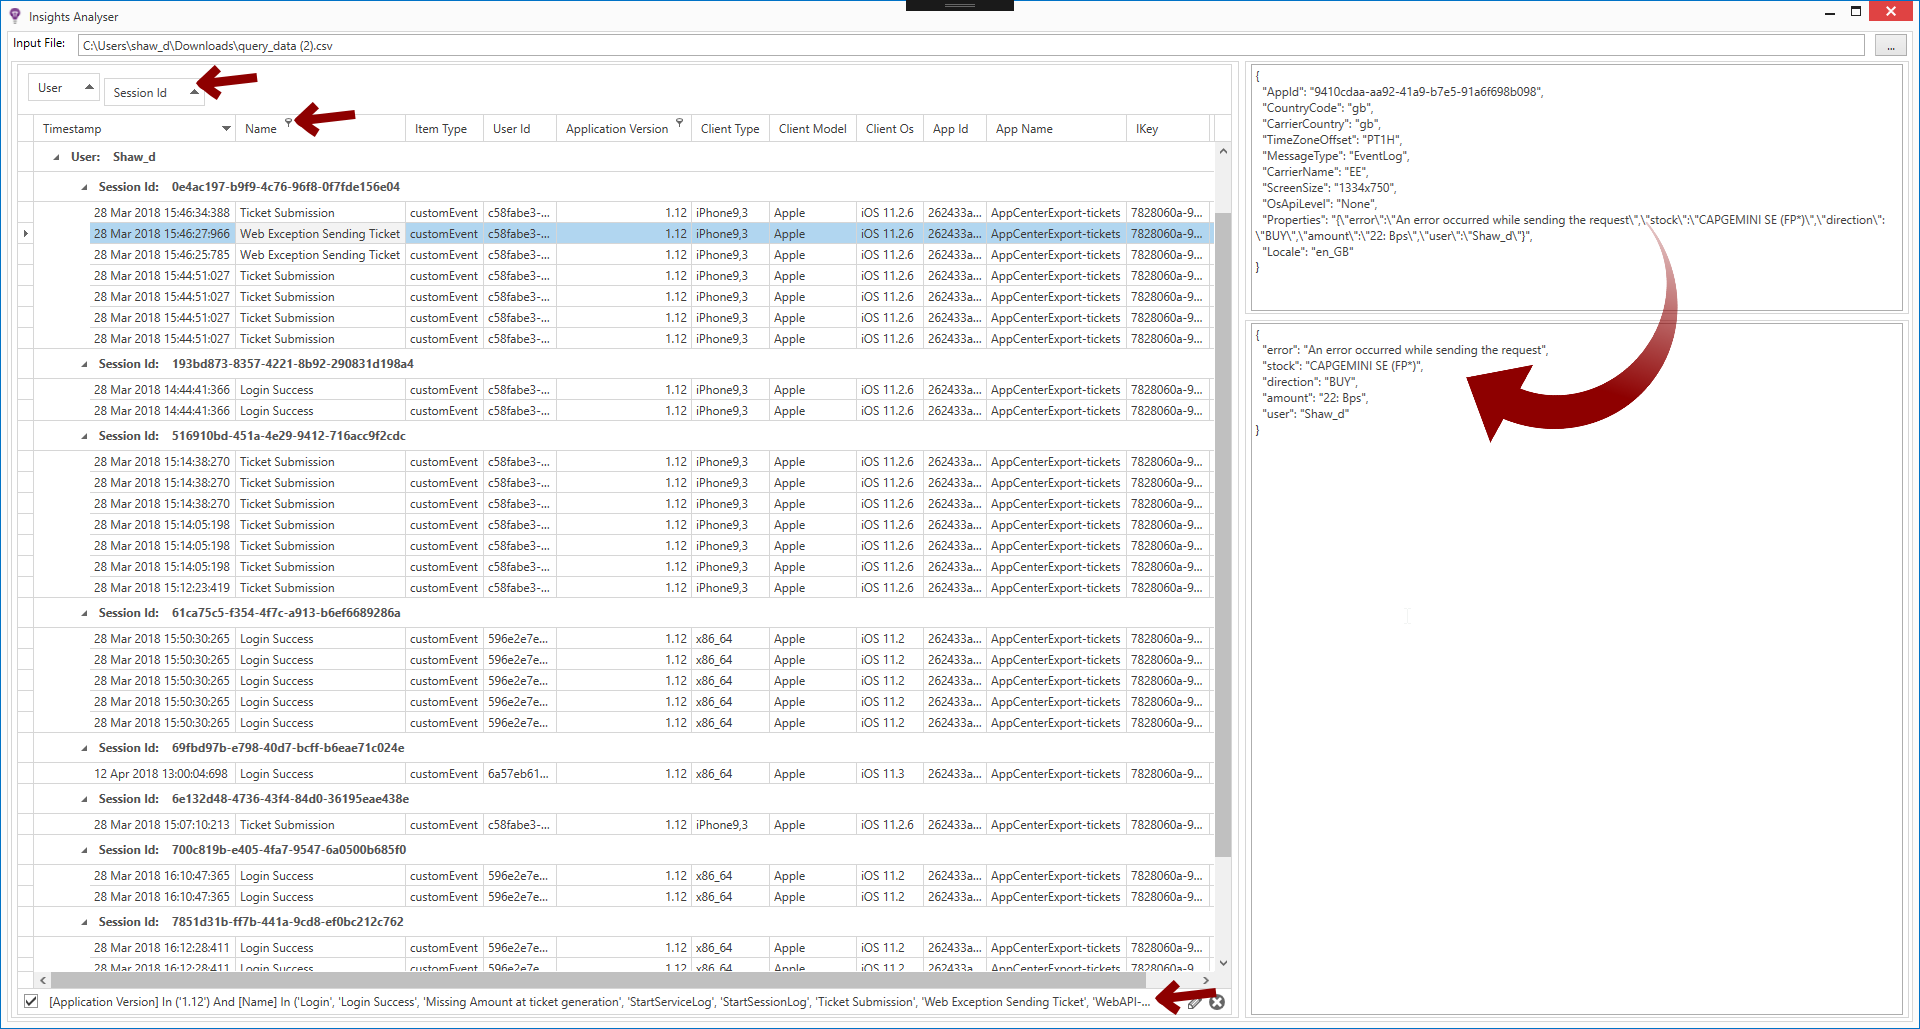 Insights Analyser
Input File: C:\Users\shaw_d\Downloads\query_data (2).csv ...
User Session Id
Timestamp Name Item Type User Id Application Version Client Type Client Model Client Os App Id App Name IKey
User: Shaw_d
Session Id: 0e4ac197-b9f9-4c76-96f8-0f7fde156e04
28 Mar 2018 15:46:34:388 Ticket Submission customEvent c58fabe3-... 1.12 iPhone9,3 Apple iOS 11.2.6 262433a... AppCenterExport-tickets 7828060a-9...
28 Mar 2018 15:46:27:966 Web Exception Sending Ticket customEvent c58fabe3-... 1.12 iPhone9,3 Apple iOS 11.2.6 262433a... AppCenterExport-tickets 7828060a-9...
28 Mar 2018 15:46:25:785 Web Exception Sending Ticket customEvent c58fabe3-... 1.12 iPhone9,3 Apple iOS 11.2.6 262433a... AppCenterExport-tickets 7828060a-9...
28 Mar 2018 15:44:51:027 Ticket Submission customEvent c58fabe3-... 1.12 iPhone9,3 Apple iOS 11.2.6 262433a... AppCenterExport-tickets 7828060a-9...
28 Mar 2018 15:44:51:027 Ticket Submission customEvent c58fabe3-... 1.12 iPhone9,3 Apple iOS 11.2.6 262433a... AppCenterExport-tickets 7828060a-9...
28 Mar 2018 15:44:51:027 Ticket Submission customEvent c58fabe3-... 1.12 iPhone9,3 Apple iOS 11.2.6 262433a... AppCenterExport-tickets 7828060a-9...
28 Mar 2018 15:44:51:027 Ticket Submission customEvent c58fabe3-... 1.12 iPhone9,3 Apple iOS 11.2.6 262433a... AppCenterExport-tickets 7828060a-9...
Session Id: 193bd873-8357-4221-8b92-290831d198a4
28 Mar 2018 14:44:41:366 Login Success customEvent c58fabe3-... 1.12 iPhone9,3 Apple iOS 11.2.6 262433a... AppCenterExport-tickets 7828060a-9...
28 Mar 2018 14:44:41:366 Login Success customEvent c58fabe3-... 1.12 iPhone9,3 Apple iOS 11.2.6 262433a... AppCenterExport-tickets 7828060a-9...
Session Id: 516910bd-451a-4e29-9412-716acc9f2cdc
28 Mar 2018 15:14:38:270 Ticket Submission customEvent c58fabe3-... 1.12 iPhone9,3 Apple iOS 11.2.6 262433a... AppCenterExport-tickets 7828060a-9...
28 Mar 2018 15:14:38:270 Ticket Submission customEvent c58fabe3-... 1.12 iPhone9,3 Apple iOS 11.2.6 262433a... AppCenterExport-tickets 7828060a-9...
28 Mar 2018 15:14:38:270 Ticket Submission customEvent c58fabe3-... 1.12 iPhone9,3 Apple iOS 11.2.6 262433a... AppCenterExport-tickets 7828060a-9...
28 Mar 2018 15:14:05:198 Ticket Submission customEvent c58fabe3-... 1.12 iPhone9,3 Apple iOS 11.2.6 262433a... AppCenterExport-tickets 7828060a-9...
28 Mar 2018 15:14:05:198 Ticket Submission customEvent c58fabe3-... 1.12 iPhone9,3 Apple iOS 11.2.6 262433a... AppCenterExport-tickets 7828060a-9...
28 Mar 2018 15:14:05:198 Ticket Submission customEvent c58fabe3-... 1.12 iPhone9,3 Apple iOS 11.2.6 262433a... AppCenterExport-tickets 7828060a-9...
28 Mar 2018 15:12:23:419 Ticket Submission customEvent c58fabe3-... 1.12 iPhone9,3 Apple iOS 11.2.6 262433a... AppCenterExport-tickets 7828060a-9...
Session Id: 61ca75c5-f354-4f7c-a913-b6ef6689286a
28 Mar 2018 15:50:30:265 Login Success customEvent 596e2e7e... 1.12 x86_64 Apple iOS 11.2 262433a... AppCenterExport-tickets 7828060a-9...
28 Mar 2018 15:50:30:265 Login Success customEvent 596e2e7e... 1.12 x86_64 Apple iOS 11.2 262433a... AppCenterExport-tickets 7828060a-9...
28 Mar 2018 15:50:30:265 Login Success customEvent 596e2e7e... 1.12 x86_64 Apple iOS 11.2 262433a... AppCenterExport-tickets 7828060a-9...
28 Mar 2018 15:50:30:265 Login Success customEvent 596e2e7e... 1.12 x86_64 Apple iOS 11.2 262433a... AppCenterExport-tickets 7828060a-9...
28 Mar 2018 15:50:30:265 Login Success customEvent 596e2e7e... 1.12 x86_64 Apple iOS 11.2 262433a... AppCenterExport-tickets 7828060a-9...
Session Id: 69fbd97b-e798-40d7-bcff-b6eae71c024e
12 Apr 2018 13:00:04:698 Login Success customEvent 6a57eb61... 1.12 x86_64 Apple iOS 11.3 262433a... AppCenterExport-tickets 7828060a-9...
Session Id: 6e132d48-4736-43f4-84d0-36195eae438e
28 Mar 2018 15:07:10:213 Ticket Submission customEvent c58fabe3-... 1.12 iPhone9,3 Apple iOS 11.2.6 262433a... AppCenterExport-tickets 7828060a-9...
Session Id: 700c819b-e405-4fa7-9547-6a0500b685f0
28 Mar 2018 16:10:47:365 Login Success customEvent 596e2e7e... 1.12 x86_64 Apple iOS 11.2 262433a... AppCenterExport-tickets 7828060a-9...
28 Mar 2018 16:10:47:365 Login Success customEvent 596e2e7e... 1.12 x86_64 Apple iOS 11.2 262433a... AppCenterExport-tickets 7828060a-9...
Session Id: 7851d31b-ff7b-441a-9cd8-ef0bc212c762
28 Mar 2018 16:12:28:411 Login Success customEvent 596e2e7e... 1.12 x86_64 Apple iOS 11.2 262433a... AppCenterExport-tickets 7828060a-9...
28 Mar 2018 16:12:28:411 Login Success customEvent 596e2e7e... 1.12 x86_64 Apple iOS 11.2 262433a... AppCenterExport-tickets 7828060a-9...
[Application Version] In ('1.12') And [Name] In ('Login', 'Login Success', 'Missing Amount at ticket generation', 'StartServiceLog', 'StartSessionLog', 'Ticket Submission', 'Web Exception Sending Ticket', 'WebAPI-...
{
"AppId": "9410cdaa-aa92-41a9-b7e5-91a6f698b098",
"CountryCode": "gb",
"CarrierCountry": "gb",
"TimeZoneOffset": "PT1H",
"MessageType": "EventLog",
"CarrierName": "EE",
"ScreenSize": "1334x750",
"OsApiLevel": "None",
"Properties": "{\"error\":\"An error occurred while sending the request\",\"stock\":\"CAPGEMINI SE (FP*)\",\"direction\":
\"BUY\",\"amount\":\"22: Bps\",\"user\":\"Shaw_d\"}",
"Locale": "en_GB"
}
{
"error": "An error occurred while sending the request",
"stock": "CAPGEMINI SE (FP*)",
"direction": "BUY",
"amount": "22: Bps",
"user": "Shaw_d"
}